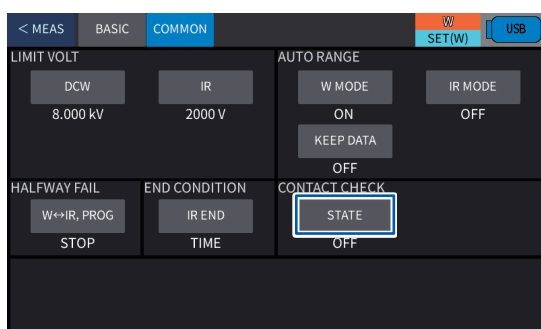 < MEAS BASIC COMMON W SET(W) USB
LIMIT VOLT AUTO RANGE
DCW IR W MODE IR MODE
8.000 kV 2000 V ON OFF
KEEP DATA
OFF
HALFWAY FAIL END CONDITION CONTACT CHECK
W↔IR, PROG IR END STATE
STOP TIME OFF